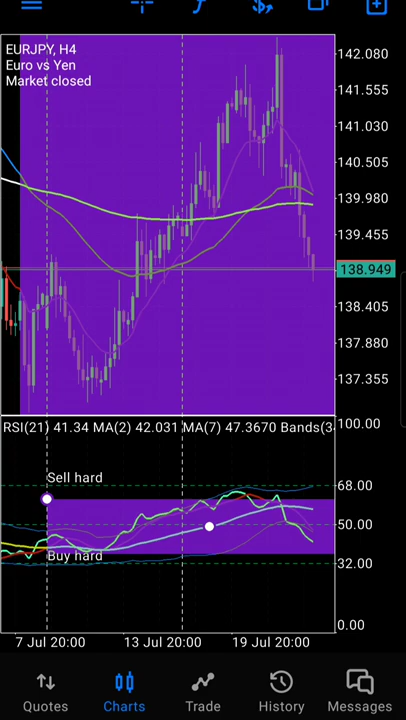 EURJPY, H4
Euro vs Yen
Market closed
142.080
141.555
141.030
140.505
139.980
139.455
138.949
138.405
137.880
137.355
100.00
RSI(21) 41.34 MA(2) 42.031 MA(7) 47.3670 Bands(3
Sell hard
68.00
50.00
Buy hard
32.00
0.00
7 Jul 20:00 13 Jul 20:00 19 Jul 20:00
Quotes Charts Trade History Messages